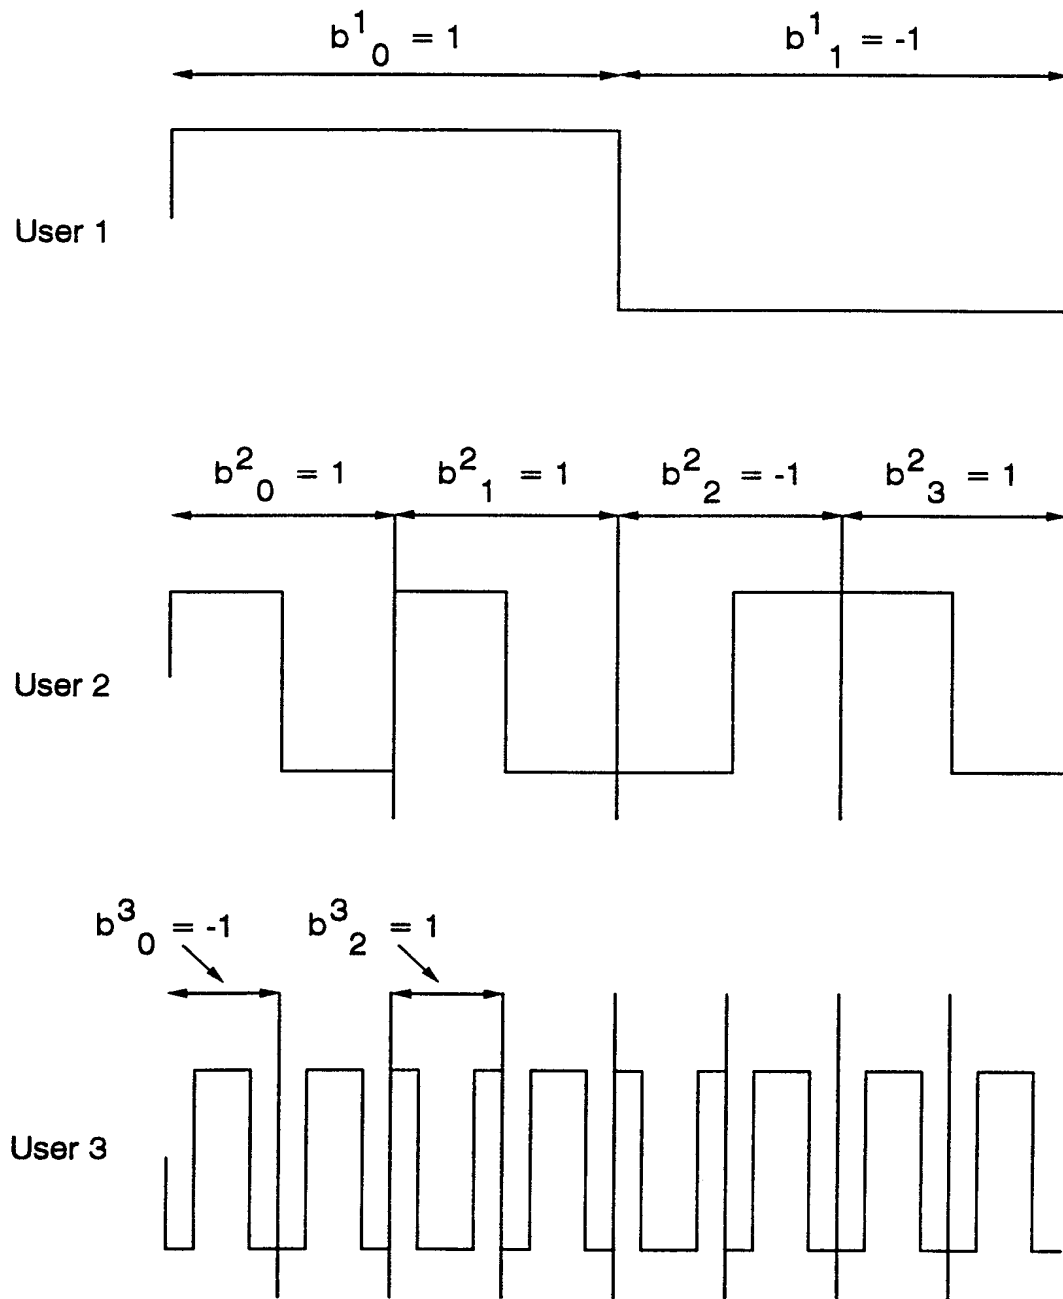 b¹₀ = 1
b¹₁ = -1
User 1
b²₀ = 1
b²₁ = 1
b²₂ = -1
b²₃ = 1
User 2
b³₀ = -1
b³₂ = 1
User 3